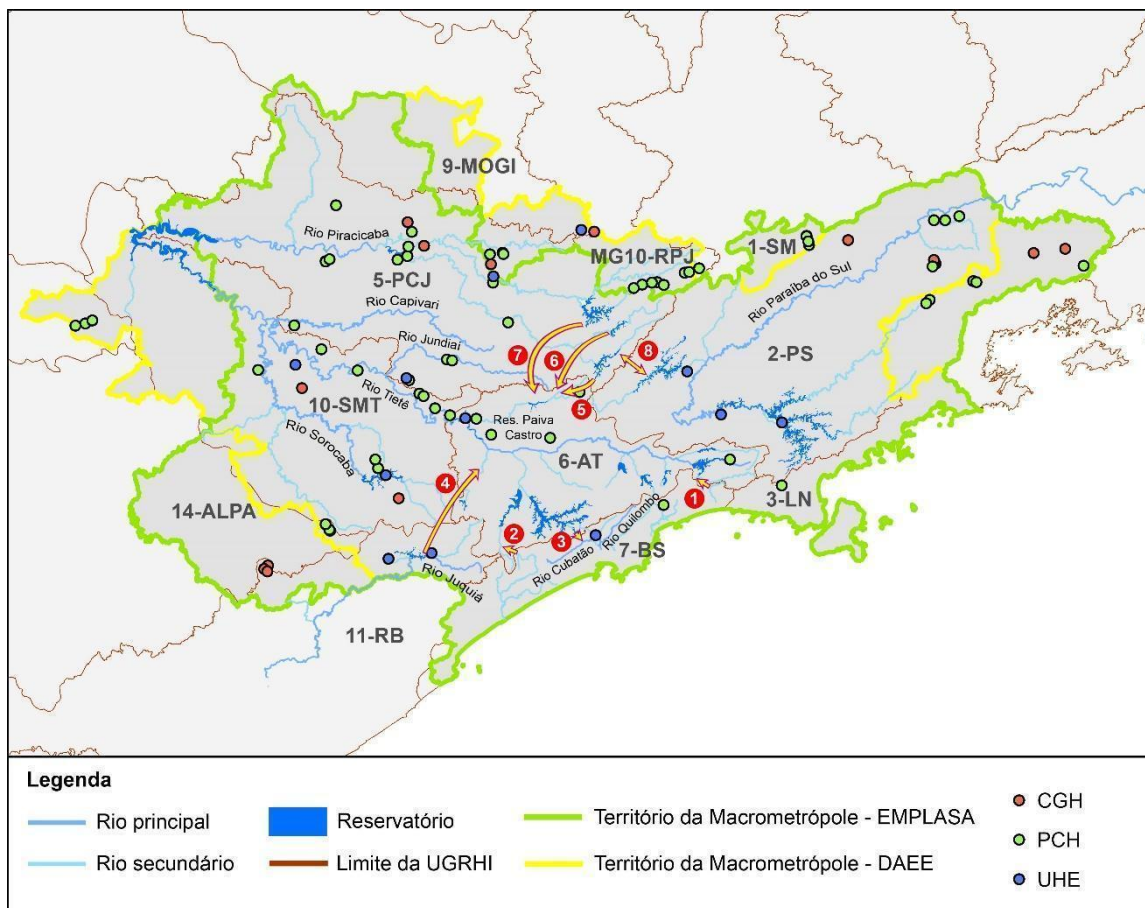 9-MOGI
Rio Piracicaba
MG10-RPJ
1-SM
5-PCJ
Rio Paraíba do Sul
Rio Capivari
Rio Jundiaí
7
6
8
2-PS
10-SMT
Rio Tietê
5
Res. Paiva
Castro
Rio Sorocaba
6-AT
4
1
3-LN
14-ALPA
2
3
Rio Quilombo
7-BS
Rio Cubatão
Rio Juquiá
11-RB
Legenda
Rio principal
Reservatório
Território da Macrometrópole - EMPLASA
CGH
Rio secundário
Limite da UGRHI
Território da Macrometrópole - DAEE
PCH
UHE